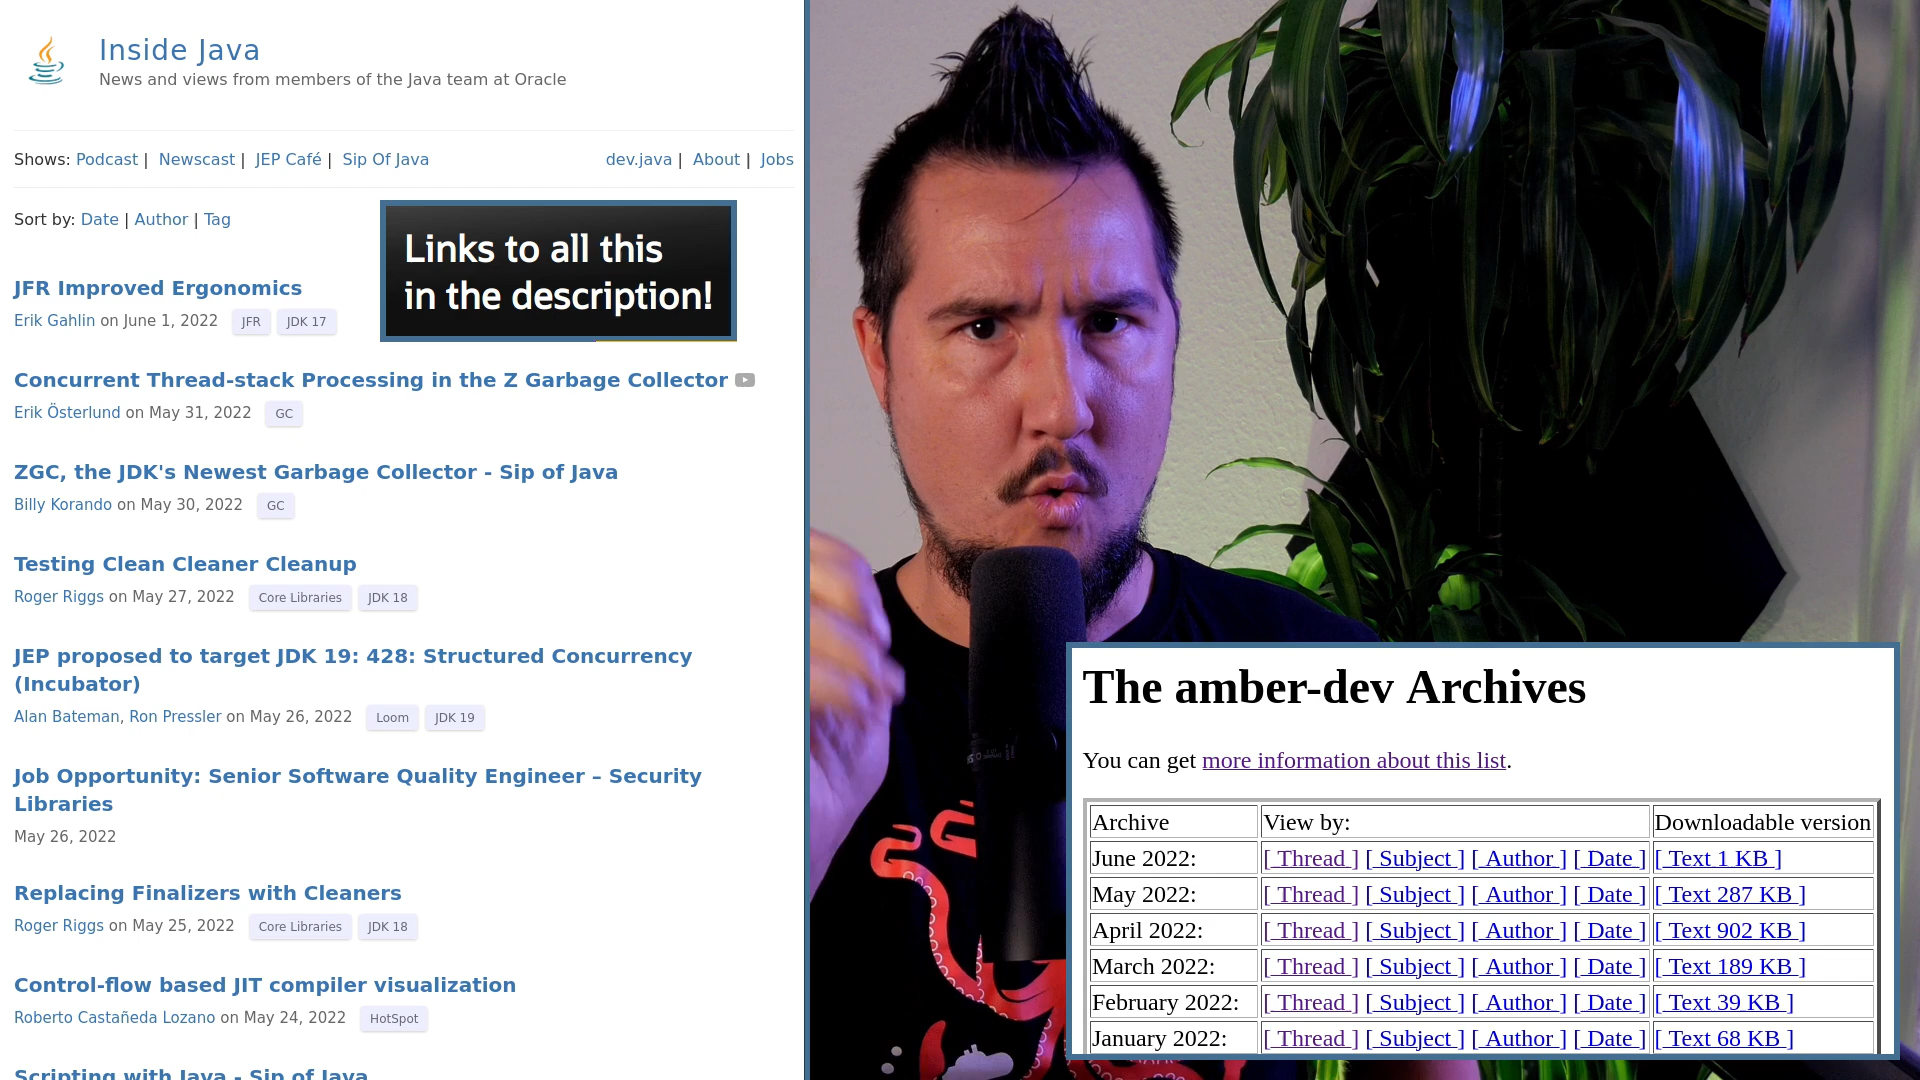 Inside Java
News and views from members of the Java team at Oracle
Shows: Podcast | Newscast | JEP Café | Sip Of Java
dev.java | About | Jobs
Sort by: Date | Author | Tag
Links to all this
in the description!
JFR Improved Ergonomics
Erik Gahlin on June 1, 2022 JFR JDK 17
Concurrent Thread-stack Processing in the Z Garbage Collector
Erik Österlund on May 31, 2022 GC
ZGC, the JDK's Newest Garbage Collector - Sip of Java
Billy Korando on May 30, 2022 GC
Testing Clean Cleaner Cleanup
Roger Riggs on May 27, 2022 Core Libraries JDK 18
JEP proposed to target JDK 19: 428: Structured Concurrency
(Incubator)
Alan Bateman, Ron Pressler on May 26, 2022 Loom JDK 19
Job Opportunity: Senior Software Quality Engineer – Security
Libraries
May 26, 2022
Replacing Finalizers with Cleaners
Roger Riggs on May 25, 2022 Core Libraries JDK 18
Control-flow based JIT compiler visualization
Roberto Castañeda Lozano on May 24, 2022 HotSpot
Scripting with Java - Sip of Java
The amber-dev Archives
You can get more information about this list.
Archive View by: Downloadable version
June 2022: [ Thread ] [ Subject ] [ Author ] [ Date ] [ Text 1 KB ]
May 2022: [ Thread ] [ Subject ] [ Author ] [ Date ] [ Text 287 KB ]
April 2022: [ Thread ] [ Subject ] [ Author ] [ Date ] [ Text 902 KB ]
March 2022: [ Thread ] [ Subject ] [ Author ] [ Date ] [ Text 189 KB ]
February 2022: [ Thread ] [ Subject ] [ Author ] [ Date ] [ Text 39 KB ]
January 2022: [ Thread ] [ Subject ] [ Author ] [ Date ] [ Text 68 KB ]